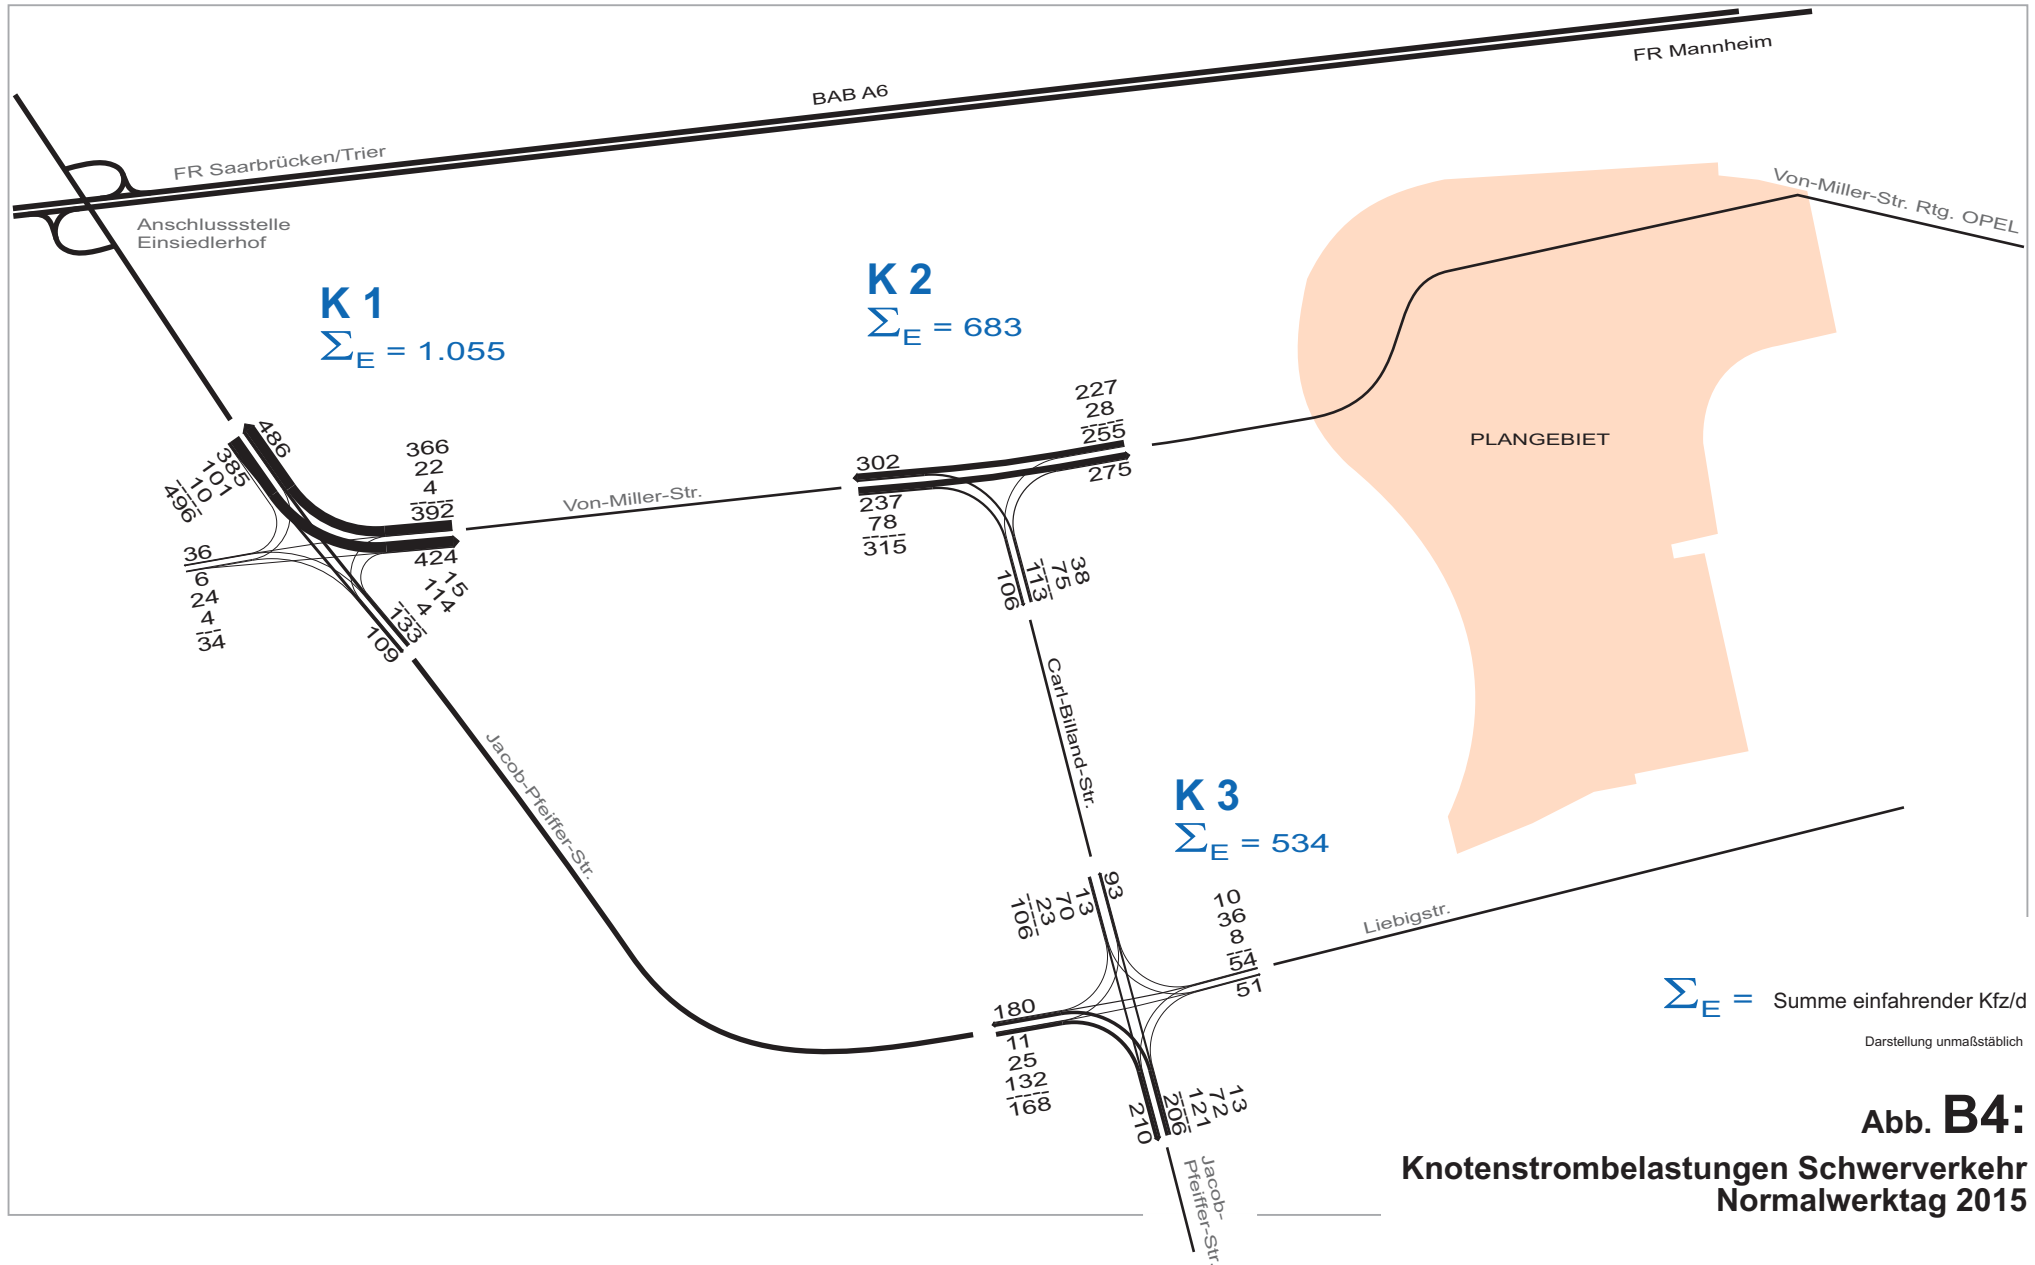 FR Mannheim
BAB A6
FR Saarbrücken/Trier
Von-Miller-Str. Rtg. OPEL
Anschlussstelle
Einsiedlerhof
K 1
ΣE = 1.055
K 2
ΣE = 683
PLANGEBIET
486
385
101
10
496
366
22
4
392
424
36
6
24
4
34
15
114
4
133
109
Von-Miller-Str.
227
28
255
275
302
237
78
315
106
113
75
38
Carl-Billand-Str.
Jacob-Pfeiffer-Str.
K 3
ΣE = 534
93
13
70
23
106
10
36
8
54
51
Liebigstr.
180
11
25
132
168
210
206
121
72
13
Jacob-
Pfeiffer-Str.
ΣE = Summe einfahrender Kfz/d
Darstellung unmaßstäblich
Abb. B4:
Knotenstrombelastungen Schwerverkehr
Normalwerktag 2015